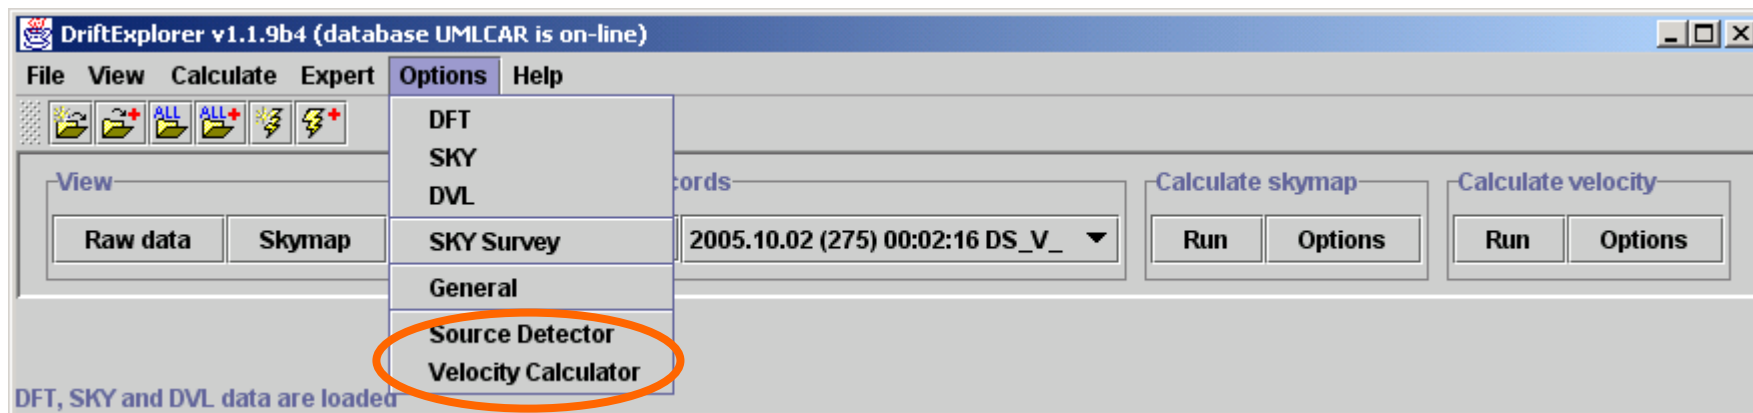 DriftExplorer v1.1.9b4 (database UMLCAR is on-line)
File View Calculate Expert Options Help
ALL ALL
DFT
SKY
DVL
SKY Survey
General
Source Detector
Velocity Calculator
View
Raw data Skymap
cords
2005.10.02 (275) 00:02:16 DS_V_
Calculate skymap
Run Options
Calculate velocity
Run Options
DFT, SKY and DVL data are loaded